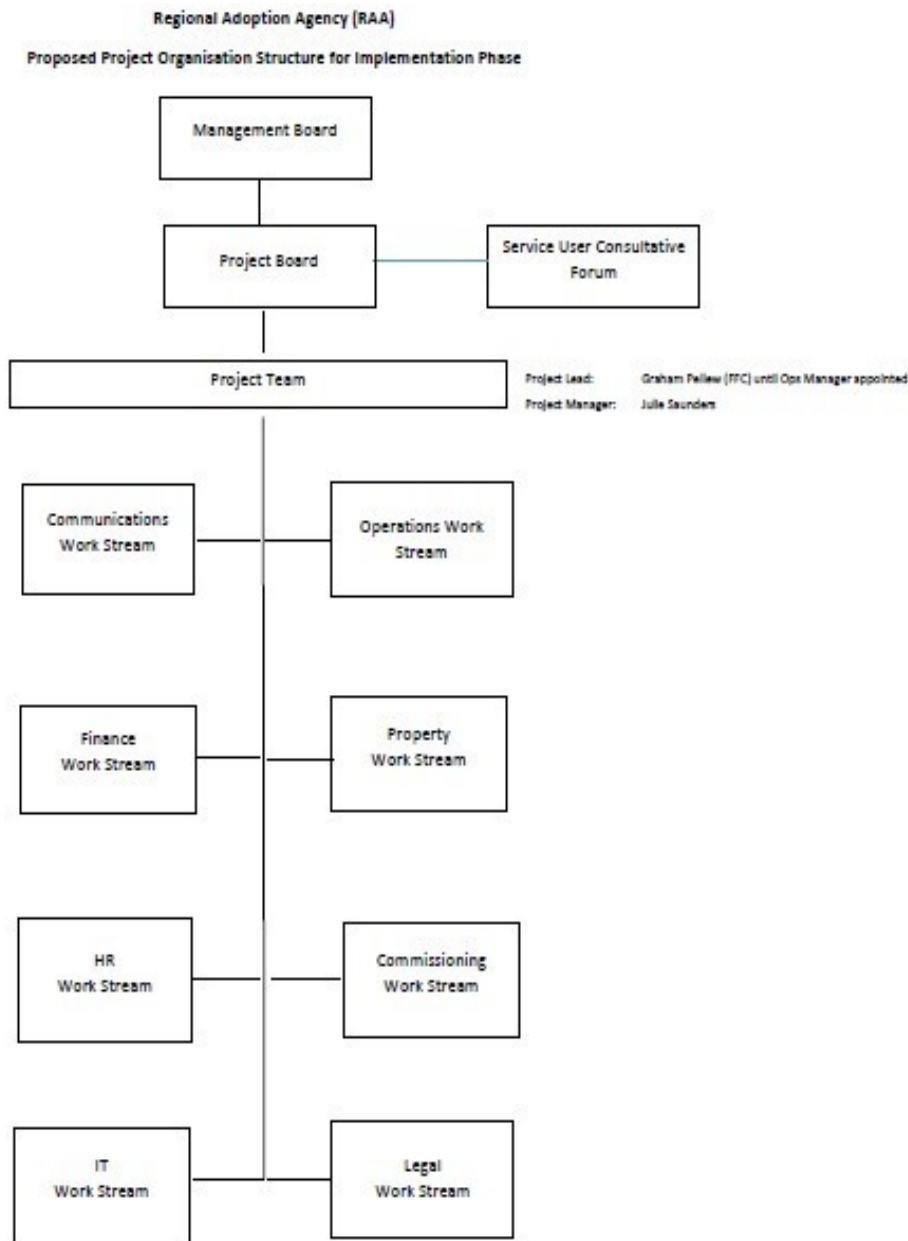 Regional Adoption Agency (RAA)
Proposed Project Organisation Structure for Implementation Phase
Management Board
Project Board
Service User Consultative
Forum
Project Team
Project Lead: Graham Pellew (FFC) until Ops Manager appointed
Project Manager: Julie Saunders
Communications
Work Stream
Operations Work
Stream
Finance
Work Stream
Property
Work Stream
HR
Work Stream
Commissioning
Work Stream
IT
Work Stream
Legal
Work Stream